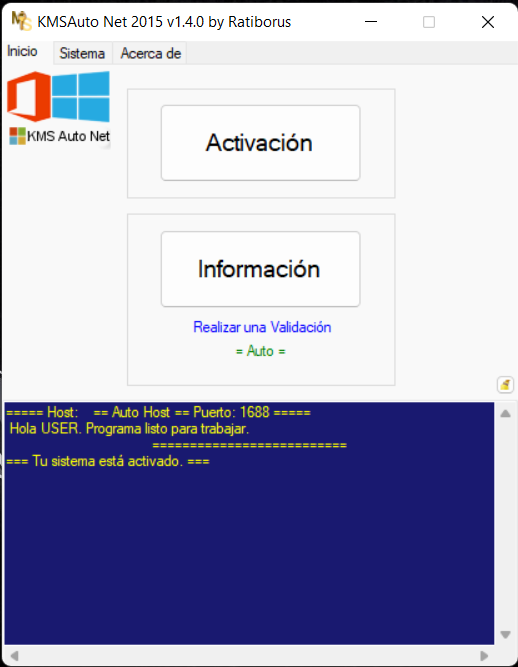 KMSAuto Net 2015 v1.4.0 by Ratiborus
Inicio Sistema Acerca de
KMS Auto Net
Activación
Información
Realizar una Validación
= Auto =
===== Host: == Auto Host == Puerto: 1688 =====
Hola USER. Programa listo para trabajar.
==========================
=== Tu sistema está activado. ===